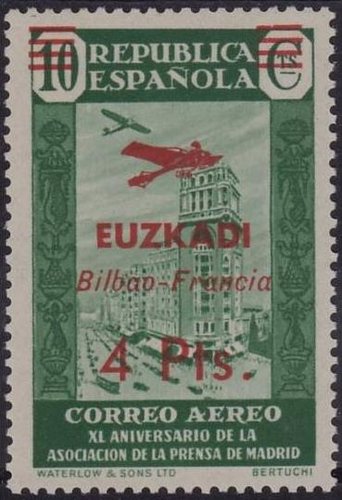 10 REPUBLICA CTS
ESPAÑOLA
EUZKADI
Bilbao-Francia
4 Pts.
CORREO AEREO
XL ANIVERSARIO DE LA
ASOCIACION DE LA PRENSA DE MADRID
WATERLOW & SONS LTD BERTUCHI